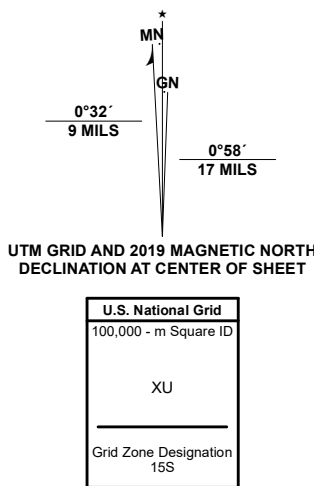 ★
MN
GN
0°32´
9 MILS
0°58´
17 MILS
UTM GRID AND 2019 MAGNETIC NORTH
DECLINATION AT CENTER OF SHEET
U.S. National Grid
100,000 - m Square ID
XU
Grid Zone Designation
15S